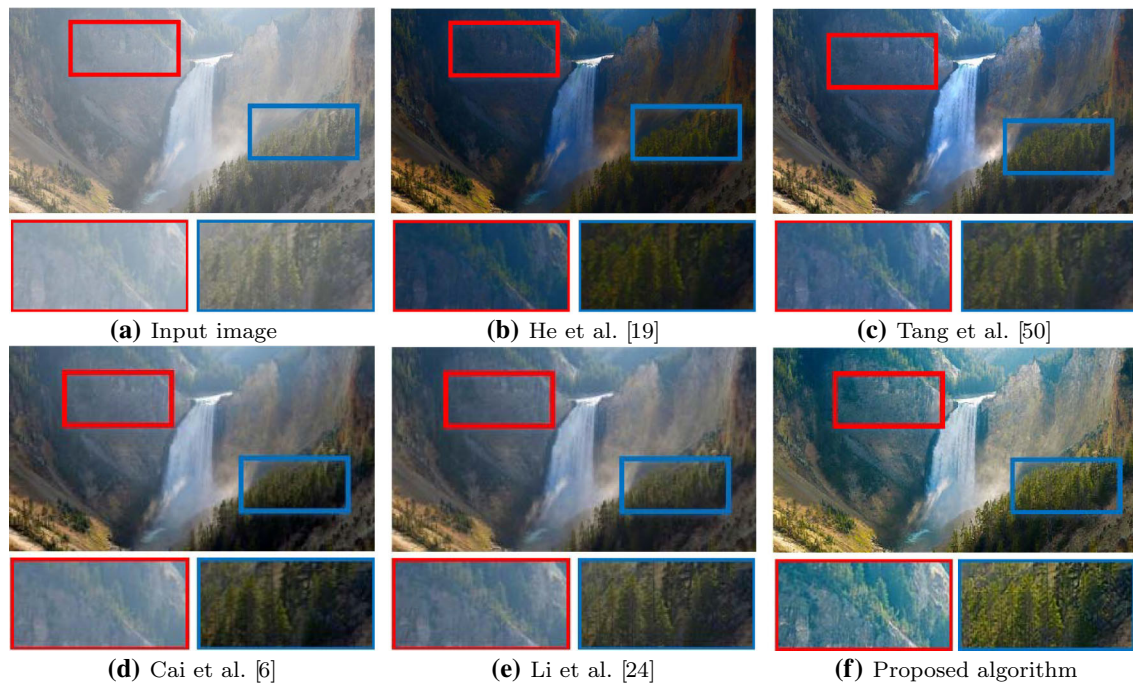 (a) Input image
(b) He et al. [19]
(c) Tang et al. [50]
(d) Cai et al. [6]
(e) Li et al. [24]
(f) Proposed algorithm